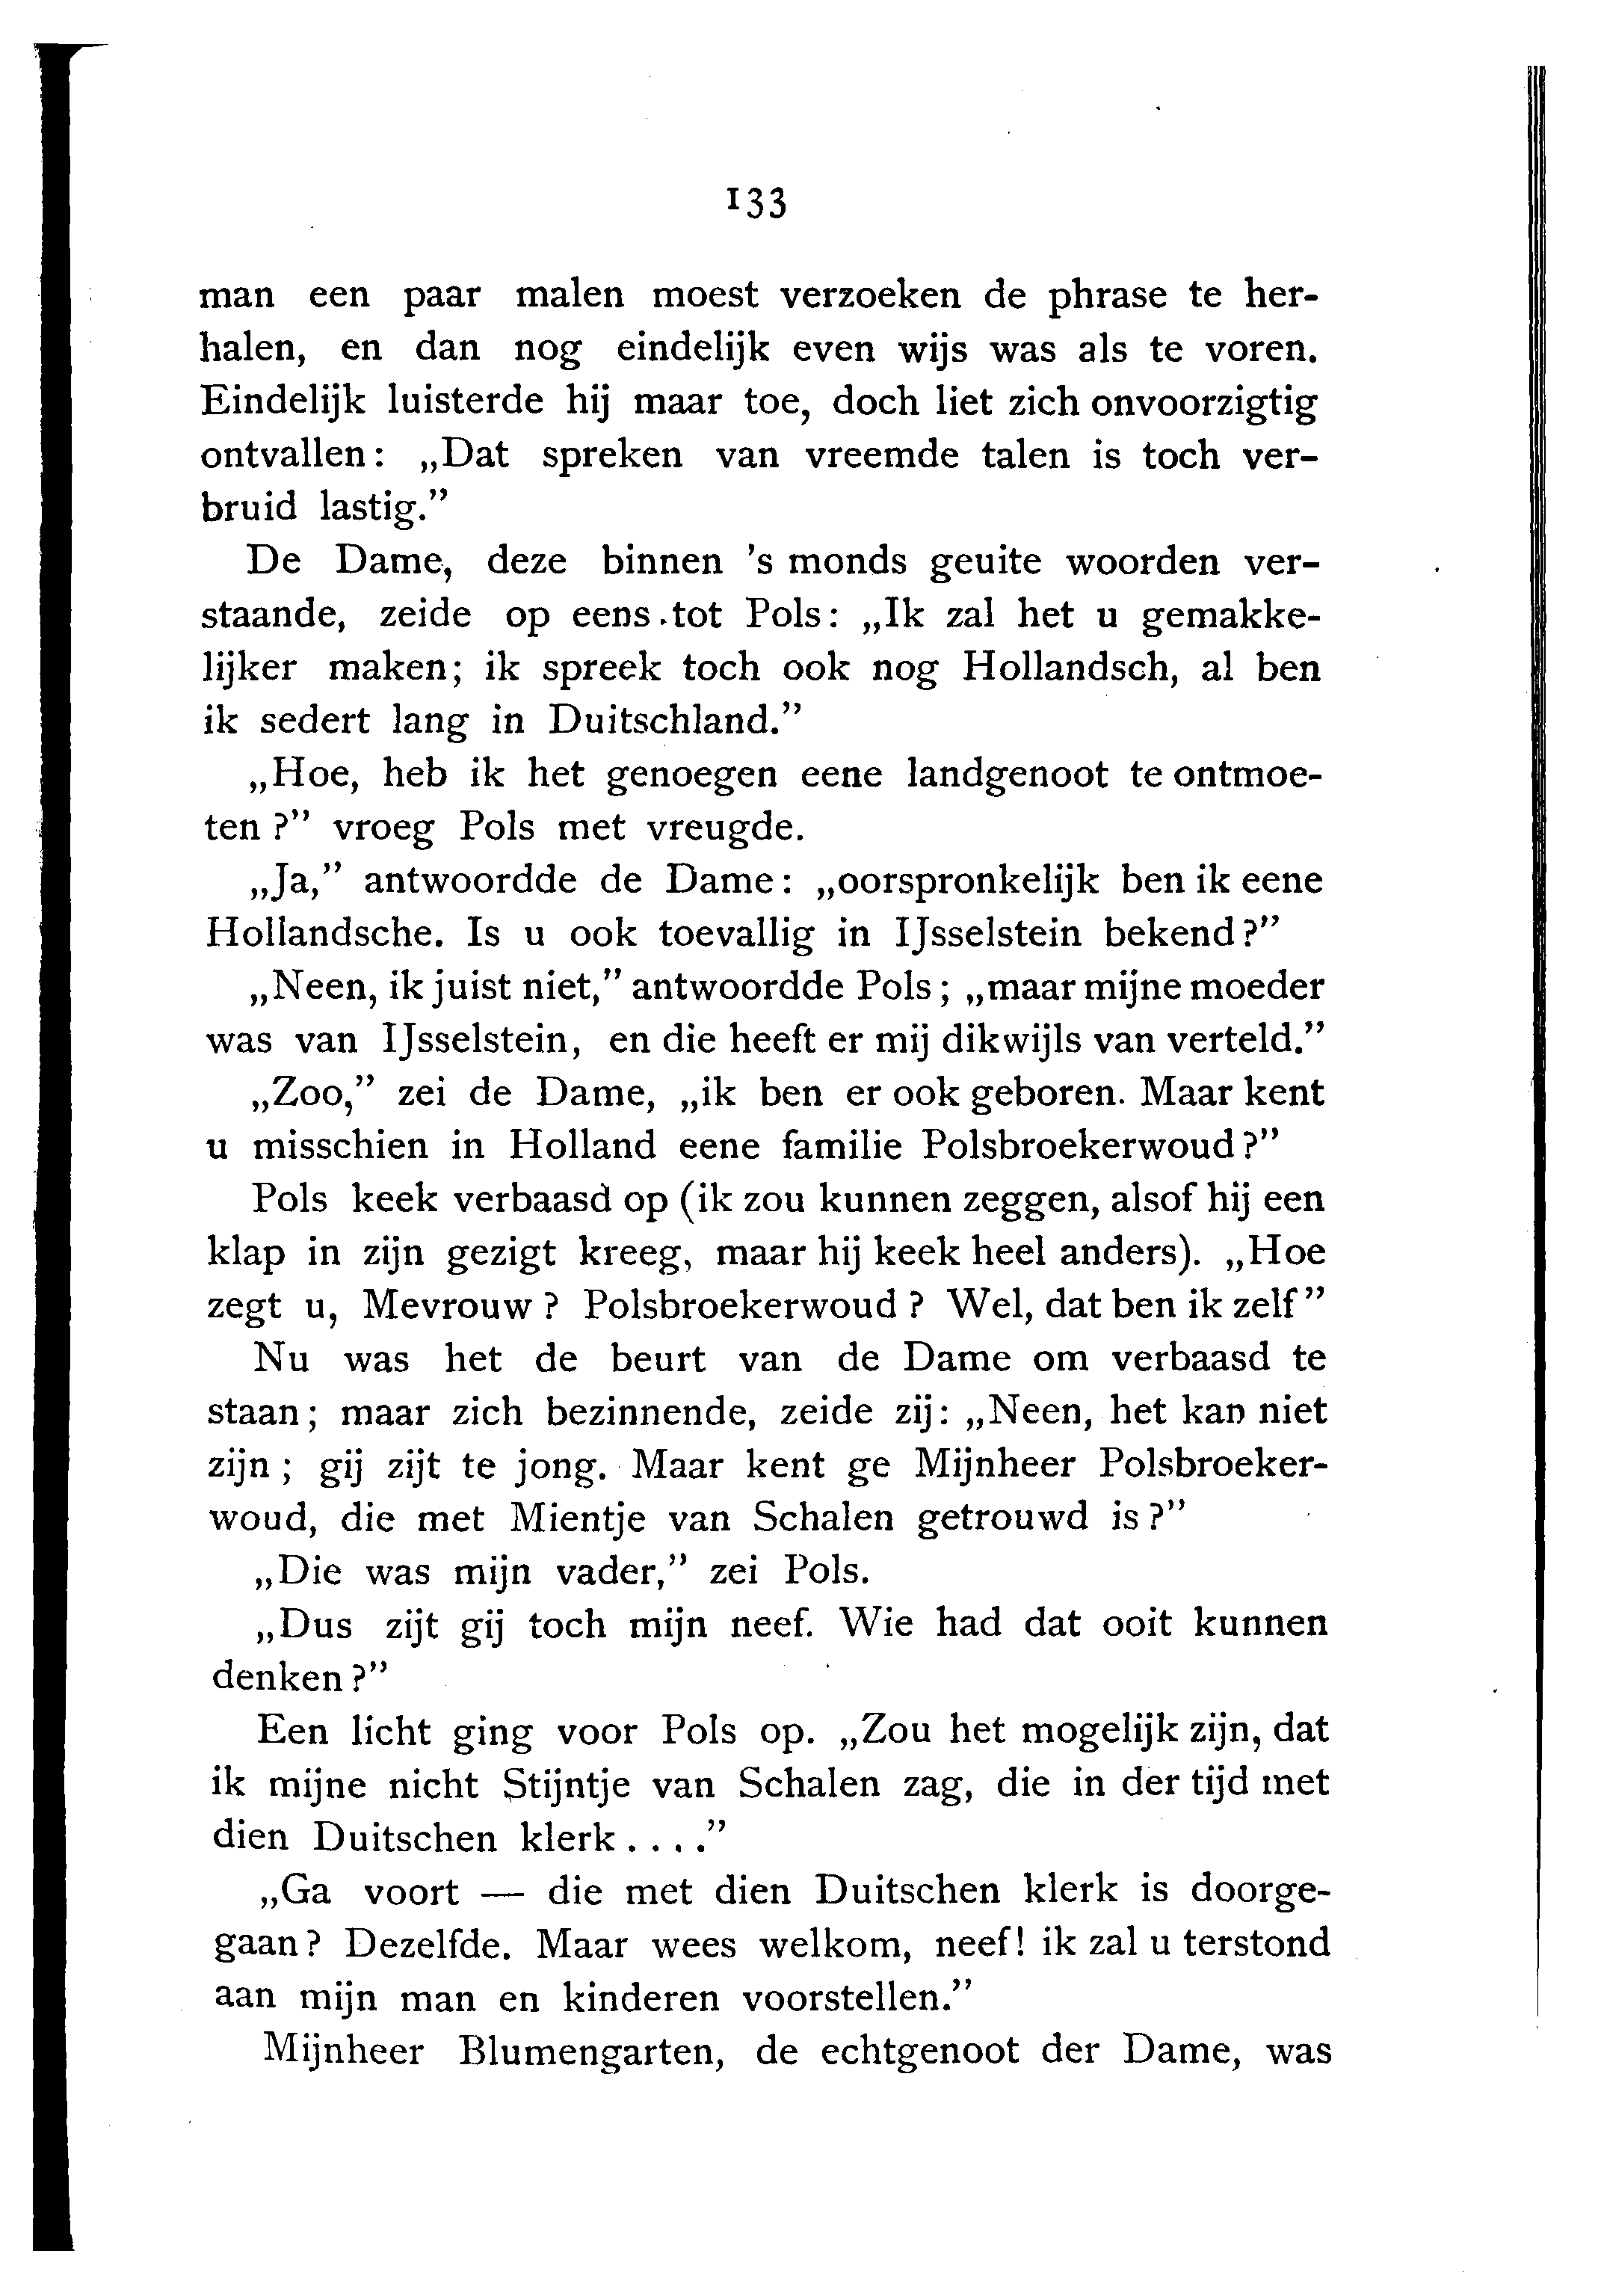 133
man een paar malen moest verzoeken de phrase te her-
halen, en dan nog eindelijk even wijs was als te voren.
Eindelijk luisterde hij maar toe, doch liet zich onvoorzigtig
ontvallen: „Dat spreken van vreemde talen is toch ver-
bruid lastig.”
De Dame, deze binnen 's monds geuite woorden ver-
staande, zeide op eens tot Pols: „Ik zal het u gemakke-
lijker maken; ik spreek toch ook nog Hollandsch, al ben
ik sedert lang in Duitschland.”
„Hoe, heb ik het genoegen eene landgenoot te ontmoe-
ten?” vroeg Pols met vreugde.
„Ja,” antwoordde de Dame: „oorspronkelijk ben ik eene
Hollandsche. Is u ook toevallig in IJsselstein bekend?”
„Neen, ik juist niet,” antwoordde Pols; „maar mijne moeder
was van IJsselstein, en die heeft er mij dikwijls van verteld.”
„Zoo,” zei de Dame, „ik ben er ook geboren. Maar kent
u misschien in Holland eene familie Polsbroekerwoud?”
Pols keek verbaasd op (ik zou kunnen zeggen, alsof hij een
klap in zijn gezigt kreeg, maar hij keek heel anders). „Hoe
zegt u, Mevrouw? Polsbroekerwoud? Wel, dat ben ik zelf”
Nu was het de beurt van de Dame om verbaasd te
staan; maar zich bezinnende, zeide zij: „Neen, het kan niet
zijn; gij zijt te jong. Maar kent ge Mijnheer Polsbroeker-
woud, die met Mientje van Schalen getrouwd is?”
„Die was mijn vader,” zei Pols.
„Dus zijt gij toch mijn neef. Wie had dat ooit kunnen
denken?”
Een licht ging voor Pols op. „Zou het mogelijk zijn, dat
ik mijne nicht Stijntje van Schalen zag, die in der tijd met
dien Duitschen klerk . . . .”
„Ga voort — die met dien Duitschen klerk is doorge-
gaan? Dezelfde. Maar wees welkom, neef! ik zal u terstond
aan mijn man en kinderen voorstellen.”
Mijnheer Blumengarten, de echtgenoot der Dame, was